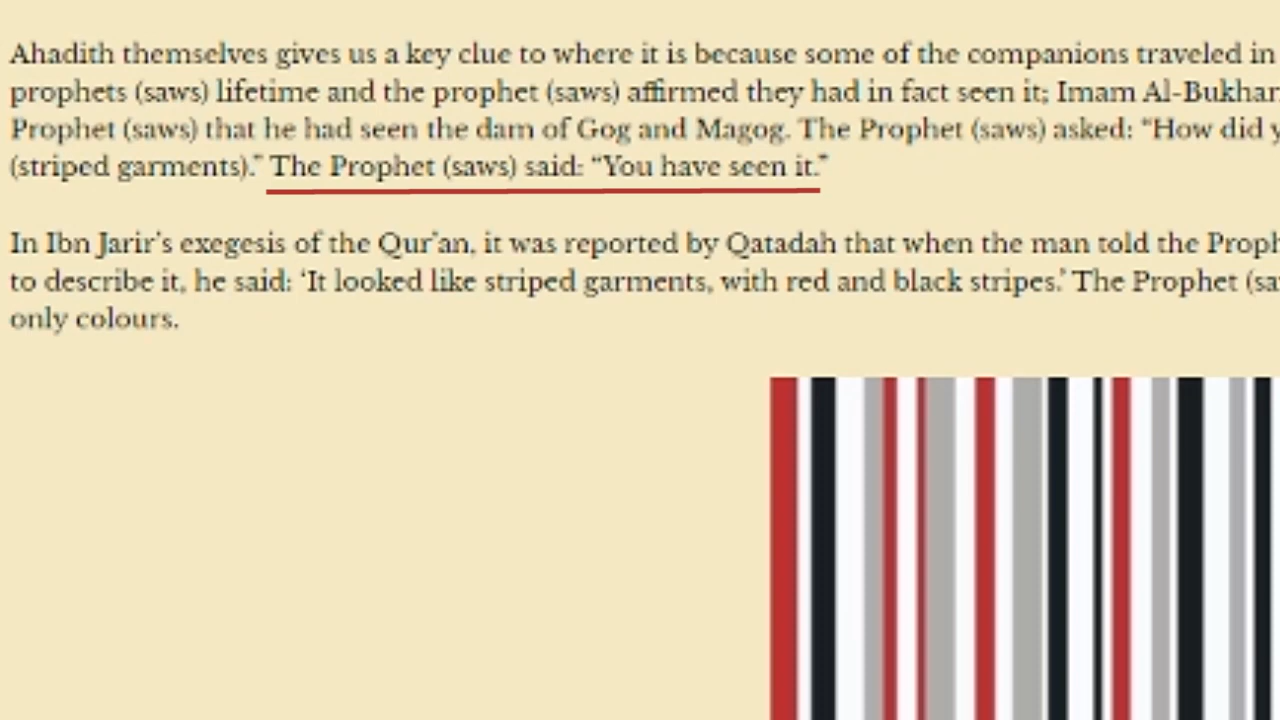 Ahadith themselves gives us a key clue to where it is because some of the companions traveled in
prophets (saws) lifetime and the prophet (saws) affirmed they had in fact seen it; Imam Al-Bukhar
Prophet (saws) that he had seen the dam of Gog and Magog. The Prophet (saws) asked: “How did y
(striped garments).” The Prophet (saws) said: “You have seen it.”
In Ibn Jarir’s exegesis of the Qur’an, it was reported by Qatadah that when the man told the Proph
to describe it, he said: ‘It looked like striped garments, with red and black stripes.’ The Prophet (sa
only colours.